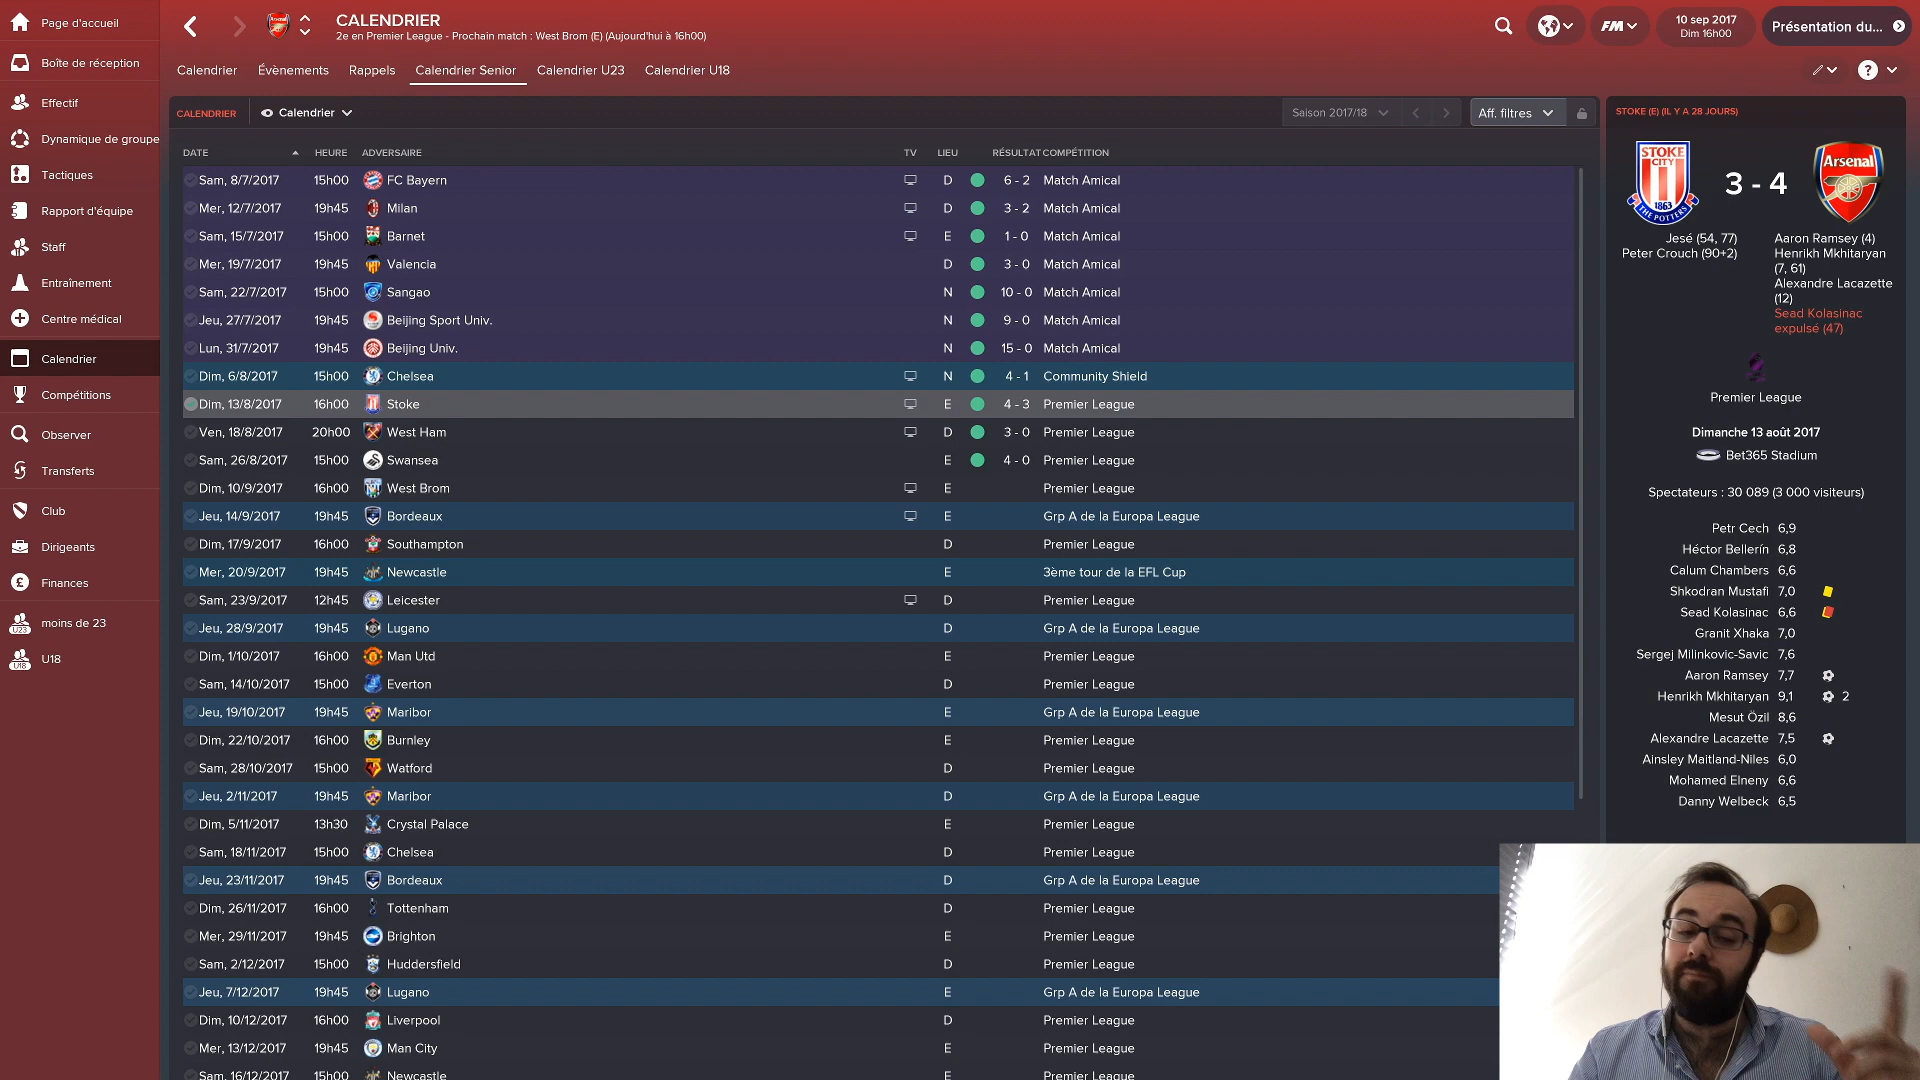 Page d'accueil
Boîte de réception
Effectif
Dynamique de groupe
Tactiques
Rapport d'équipe
Staff
Entraînement
Centre médical
Calendrier
Compétitions
Observer
Transferts
Club
Dirigeants
Finances
moins de 23
U18
CALENDRIER
2e en Premier League - Prochain match : West Brom (E) (Aujourd'hui à 16h00)
FM
10 sep 2017
Dim 16h00
Présentation du...
Calendrier Évènements Rappels Calendrier Senior Calendrier U23 Calendrier U18
CALENDRIER Calendrier Saison 2017/18 Aff. filtres
DATE HEURE ADVERSAIRE TV LIEU RÉSULTAT COMPÉTITION
Sam, 8/7/2017 15h00 FC Bayern D 6 - 2 Match Amical
Mer, 12/7/2017 19h45 Milan D 3 - 2 Match Amical
Sam, 15/7/2017 15h00 Barnet E 1 - 0 Match Amical
Mer, 19/7/2017 19h45 Valencia D 3 - 0 Match Amical
Sam, 22/7/2017 15h00 Sangao N 10 - 0 Match Amical
Jeu, 27/7/2017 19h45 Beijing Sport Univ. N 9 - 0 Match Amical
Lun, 31/7/2017 19h45 Beijing Univ. N 15 - 0 Match Amical
Dim, 6/8/2017 15h00 Chelsea N 4 - 1 Community Shield
Dim, 13/8/2017 16h00 Stoke E 4 - 3 Premier League
Ven, 18/8/2017 20h00 West Ham D 3 - 0 Premier League
Sam, 26/8/2017 15h00 Swansea E 4 - 0 Premier League
Dim, 10/9/2017 16h00 West Brom E Premier League
Jeu, 14/9/2017 19h45 Bordeaux E Grp A de la Europa League
Dim, 17/9/2017 16h00 Southampton D Premier League
Mer, 20/9/2017 19h45 Newcastle E 3ème tour de la EFL Cup
Sam, 23/9/2017 12h45 Leicester D Premier League
Jeu, 28/9/2017 19h45 Lugano D Grp A de la Europa League
Dim, 1/10/2017 16h00 Man Utd E Premier League
Sam, 14/10/2017 15h00 Everton D Premier League
Jeu, 19/10/2017 19h45 Maribor E Grp A de la Europa League
Dim, 22/10/2017 16h00 Burnley E Premier League
Sam, 28/10/2017 15h00 Watford D Premier League
Jeu, 2/11/2017 19h45 Maribor D Grp A de la Europa League
Dim, 5/11/2017 13h30 Crystal Palace E Premier League
Sam, 18/11/2017 15h00 Chelsea D Premier League
Jeu, 23/11/2017 19h45 Bordeaux D Grp A de la Europa League
Dim, 26/11/2017 16h00 Tottenham D Premier League
Mer, 29/11/2017 19h45 Brighton E Premier League
Sam, 2/12/2017 15h00 Huddersfield D Premier League
Jeu, 7/12/2017 19h45 Lugano E Grp A de la Europa League
Dim, 10/12/2017 16h00 Liverpool D Premier League
Mer, 13/12/2017 19h45 Man City E Premier League
Sam, 16/12/2017 15h00 Newcastle E Premier League
STOKE (E) (IL Y A 28 JOURS)
STOKE CITY 1863 THE POTTERS
3 - 4
Arsenal
Jesé (54, 77)
Peter Crouch (90+2)
Aaron Ramsey (4)
Henrikh Mkhitaryan
(7, 61)
Alexandre Lacazette
(12)
Sead Kolasinac
expulsé (47)
Premier League
Dimanche 13 août 2017
Bet365 Stadium
Spectateurs : 30 089 (3 000 visiteurs)
Petr Cech 6,9
Héctor Bellerín 6,8
Calum Chambers 6,6
Shkodran Mustafi 7,0
Sead Kolasinac 6,6
Granit Xhaka 7,0
Sergej Milinkovic-Savic 7,6
Aaron Ramsey 7,7
Henrikh Mkhitaryan 9,1 2
Mesut Özil 8,6
Alexandre Lacazette 7,5
Ainsley Maitland-Niles 6,0
Mohamed Elneny 6,6
Danny Welbeck 6,5